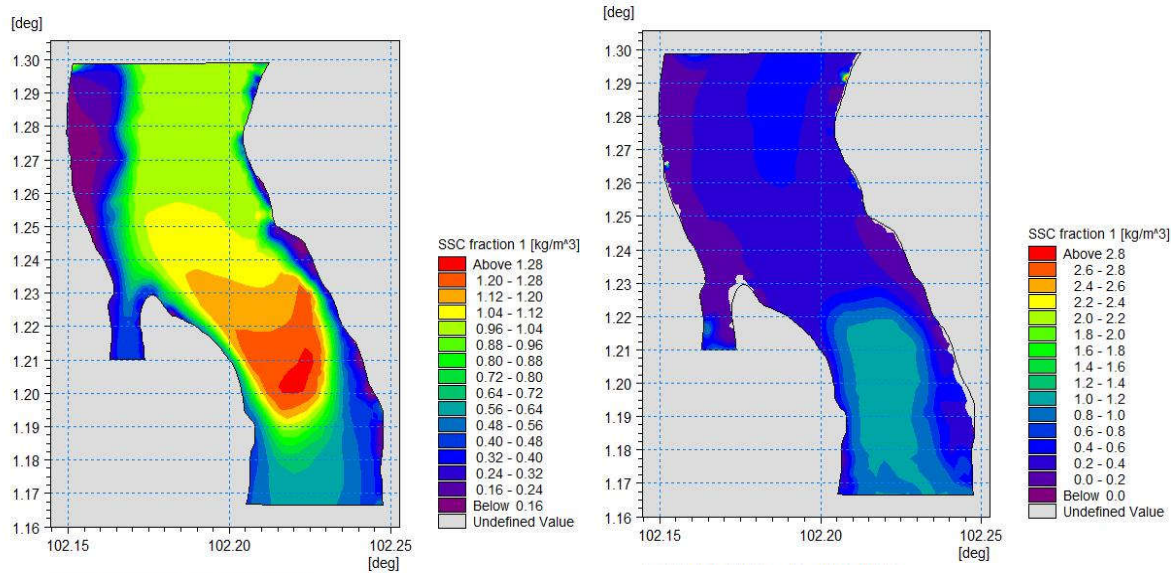 [deg]
1.30
1.29
1.28
1.27
1.26
1.25
1.24
1.23
1.22
1.21
1.20
1.19
1.18
1.17
1.16
102.15
102.20
102.25
[deg]
SSC fraction 1 [kg/m^3]
Above 1.28
1.20 - 1.28
1.12 - 1.20
1.04 - 1.12
0.96 - 1.04
0.88 - 0.96
0.80 - 0.88
0.72 - 0.80
0.64 - 0.72
0.56 - 0.64
0.48 - 0.56
0.40 - 0.48
0.32 - 0.40
0.24 - 0.32
0.16 - 0.24
Below 0.16
Undefined Value
[deg]
1.30
1.29
1.28
1.27
1.26
1.25
1.24
1.23
1.22
1.21
1.20
1.19
1.18
1.17
1.16
102.15
102.20
102.25
[deg]
SSC fraction 1 [kg/m^3]
Above 2.8
2.6 - 2.8
2.4 - 2.6
2.2 - 2.4
2.0 - 2.2
1.8 - 2.0
1.6 - 1.8
1.4 - 1.6
1.2 - 1.4
1.0 - 1.2
0.8 - 1.0
0.6 - 0.8
0.4 - 0.6
0.2 - 0.4
0.0 - 0.2
Below 0.0
Undefined Value